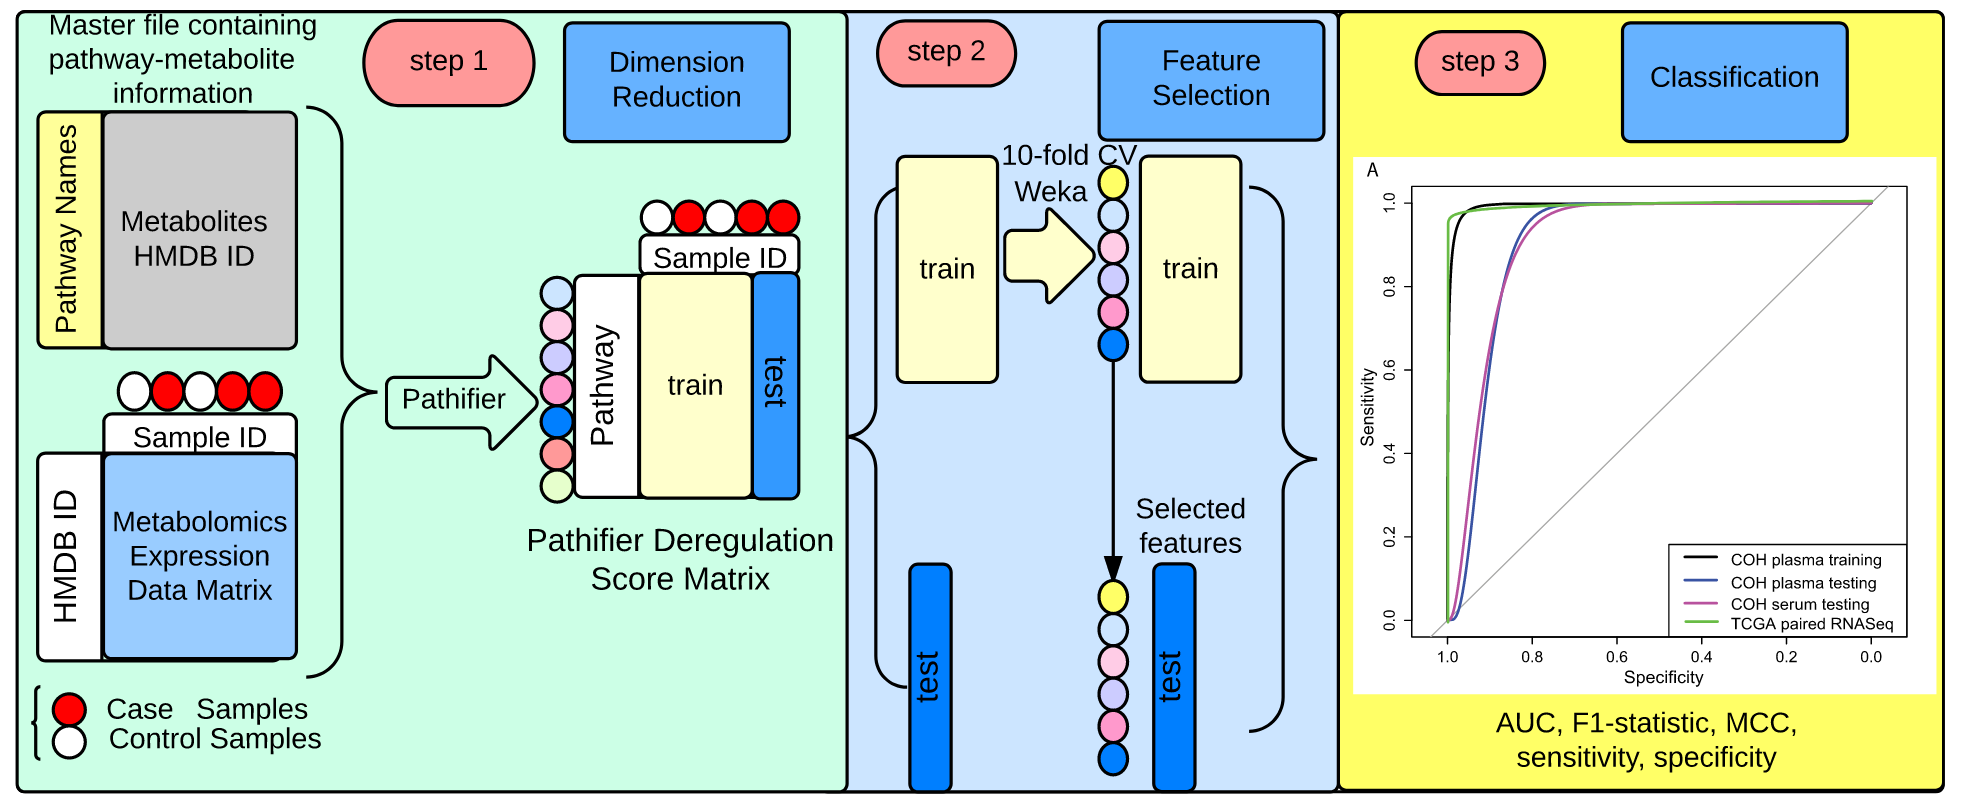 Master file containing
pathway-metabolite
information
Pathway Names
Metabolites
HMDB ID
Sample ID
HMDB ID
Metabolomics
Expression
Data Matrix
Case Samples
Control Samples
step 1
Dimension
Reduction
Pathifier
Sample ID
Pathway
train
test
Pathifier Deregulation
Score Matrix
step 2
Feature
Selection
train
10-fold CV
Weka
train
Selected
features
test
test
step 3
Classification
A
Sensitivity
1.0
0.8
0.6
0.4
0.2
0.0
COH plasma training
COH plasma testing
COH serum testing
TCGA paired RNASeq
1.0 0.8 0.6 0.4 0.2 0.0
Specificity
AUC, F1-statistic, MCC,
sensitivity, specificity